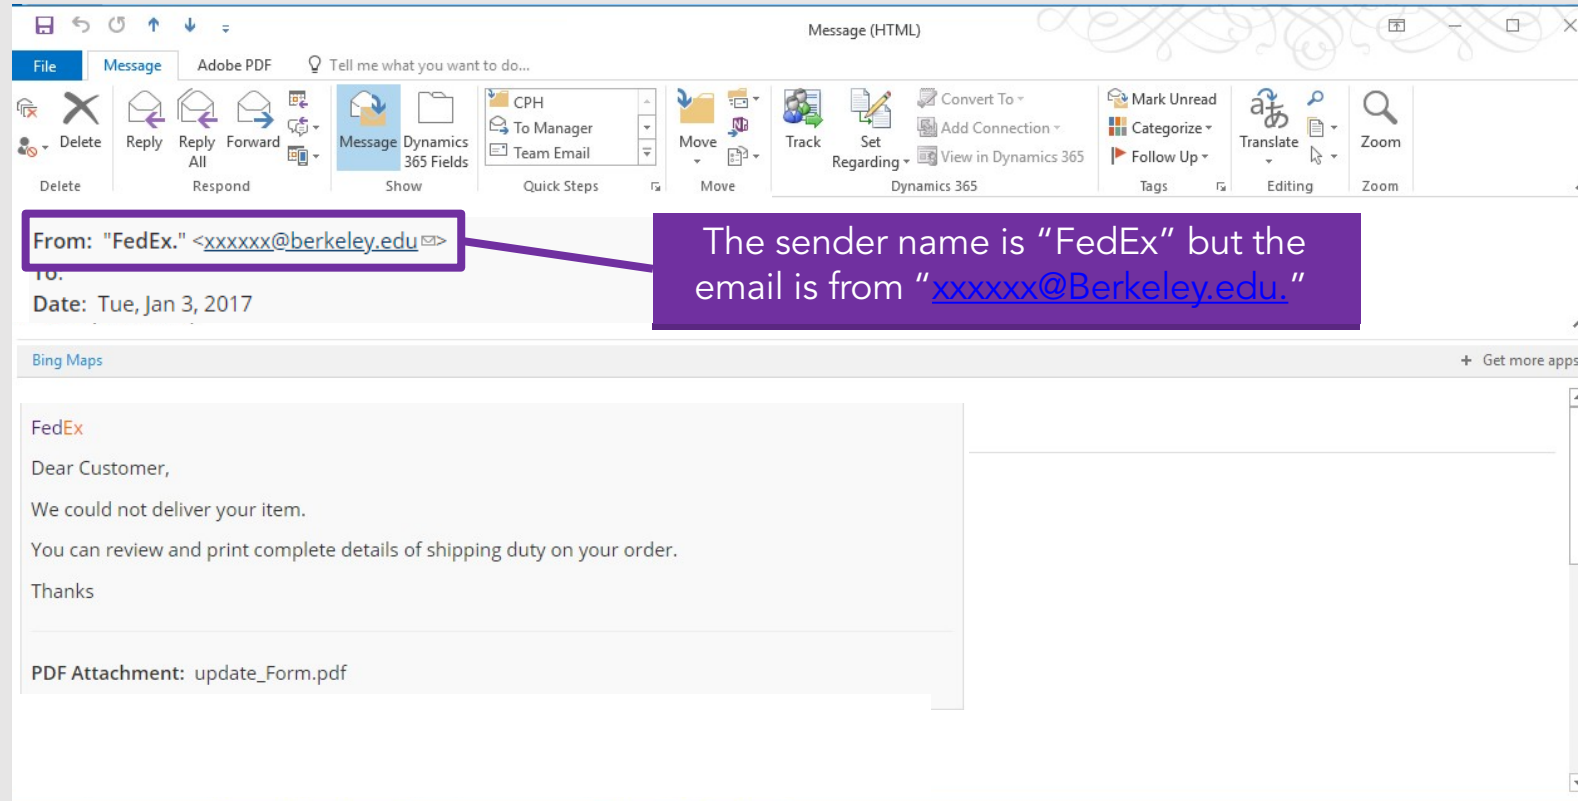 Message (HTML)
File Message Adobe PDF Tell me what you want to do...
Delete
Reply
Reply All
Forward
Message
Dynamics 365 Fields
CPH
To Manager
Team Email
Move
Track
Set Regarding
Convert To
Add Connection
View in Dynamics 365
Mark Unread
Categorize
Follow Up
Translate
Zoom
Delete Respond Show Quick Steps Move Dynamics 365 Tags Editing Zoom
From: "FedEx." <xxxxxx@berkeley.edu>
To:
Date: Tue, Jan 3, 2017
The sender name is “FedEx” but the
email is from “xxxxxx@Berkeley.edu.”
Bing Maps + Get more apps
FedEx
Dear Customer,
We could not deliver your item.
You can review and print complete details of shipping duty on your order.
Thanks
PDF Attachment: update_Form.pdf